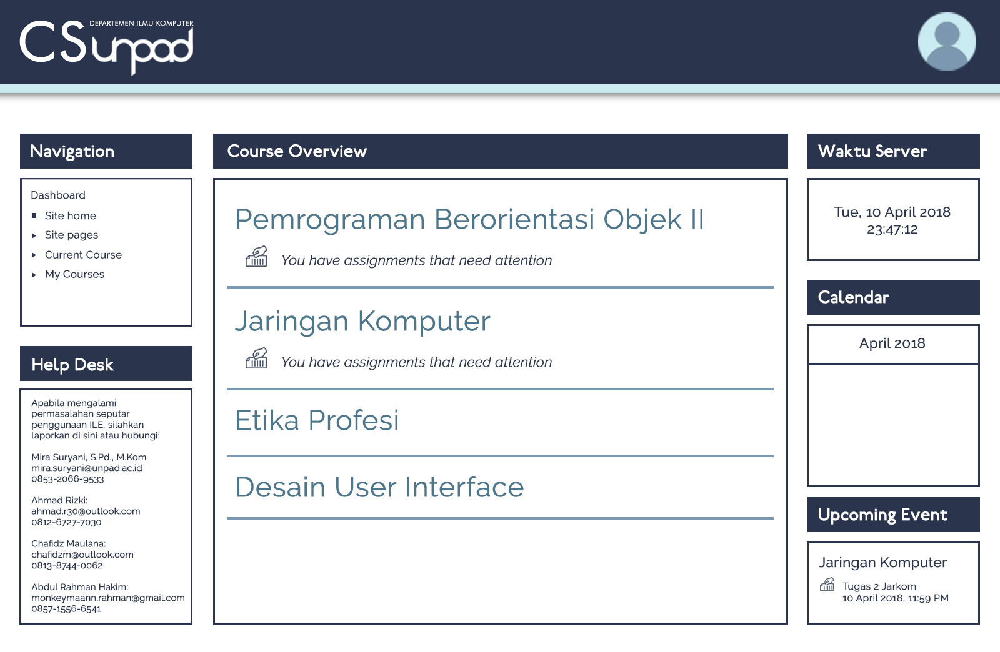 CS DEPARTEMEN ILMU KOMPUTER
unpad
Navigation
Dashboard
Site home
Site pages
Current Course
My Courses
Help Desk
Apabila mengalami
permasalahan seputar
penggunaan ILE, silahkan
laporkan di sini atau hubungi:
Mira Suryani, S.Pd., M.Kom
mira.suryani@unpad.ac.id
0853-2066-9533
Ahmad Rizki:
ahmad.r30@outlook.com
0812-6727-7030
Chafidz Maulana:
chafidzm@outlook.com
0813-8744-0062
Abdul Rahman Hakim:
monkeymaann.rahman@gmail.com
0857-1556-6541
Course Overview
Pemrograman Berorientasi Objek II
You have assignments that need attention
Jaringan Komputer
You have assignments that need attention
Etika Profesi
Desain User Interface
Waktu Server
Tue, 10 April 2018
23:47:12
Calendar
April 2018
Upcoming Event
Jaringan Komputer
Tugas 2 Jarkom
10 April 2018, 11:59 PM